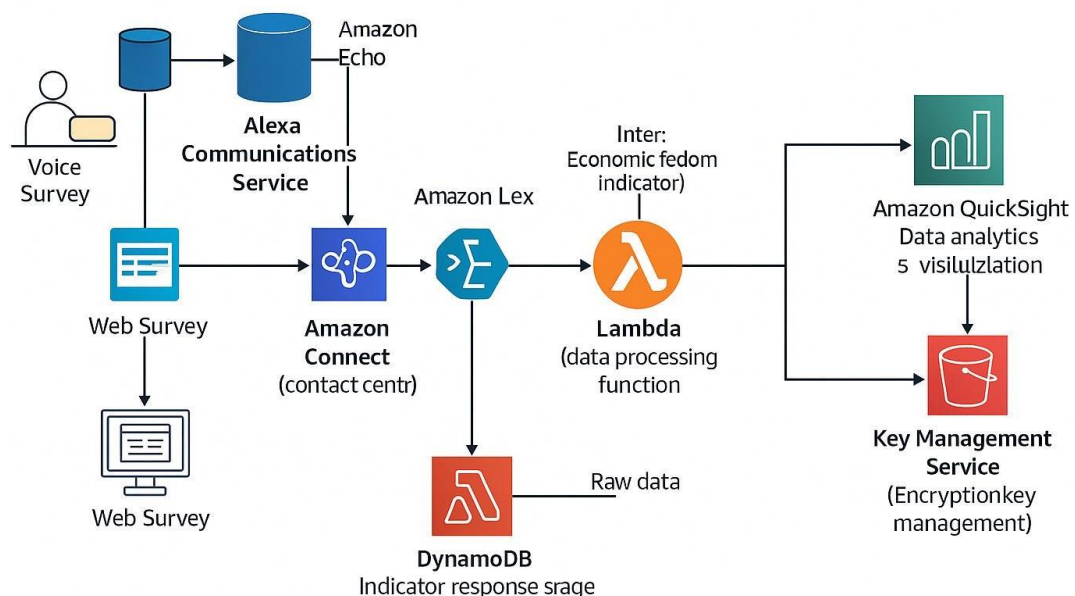 Amazon
Echo
Alexa
Communications
Service
Voice
Survey
Inter:
Economic fedom
indicator)
Amazon Lex
Amazon QuickSight
Data analytics
5 visilulzlation
Web Survey
Amazon
Connect
(contact centr)
Lambda
(data processing
function
Key Management
Service
(Encryptionkey
management)
Web Survey
Raw data
DynamoDB
Indicator response srage